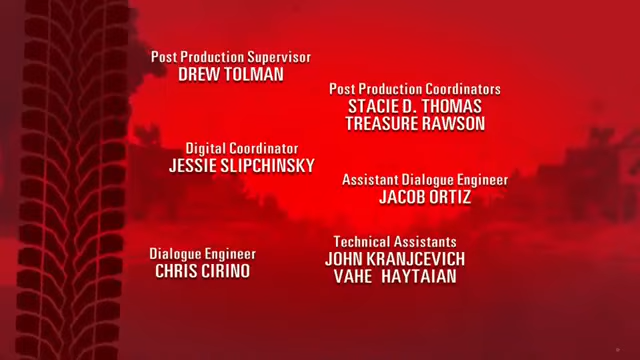 Post Production Supervisor
DREW TOLMAN
Post Production Coordinators
STACIE D. THOMAS
TREASURE RAWSON
Digital Coordinator
JESSIE SLIPCHINSKY
Assistant Dialogue Engineer
JACOB ORTIZ
Dialogue Engineer
CHRIS CIRINO
Technical Assistants
JOHN KRANJCEVICH
VAHE HAYTAIAN